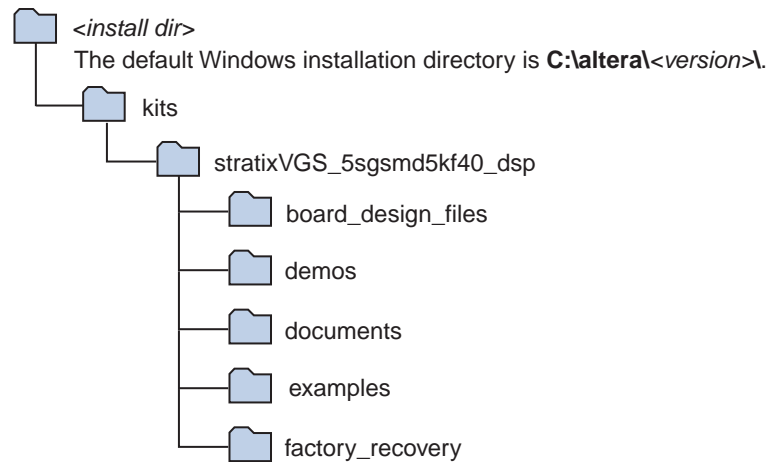 <install dir>
The default Windows installation directory is C:\altera\<version>\.
kits
stratixVGS_5sgsmd5kf40_dsp
board_design_files
demos
documents
examples
factory_recovery